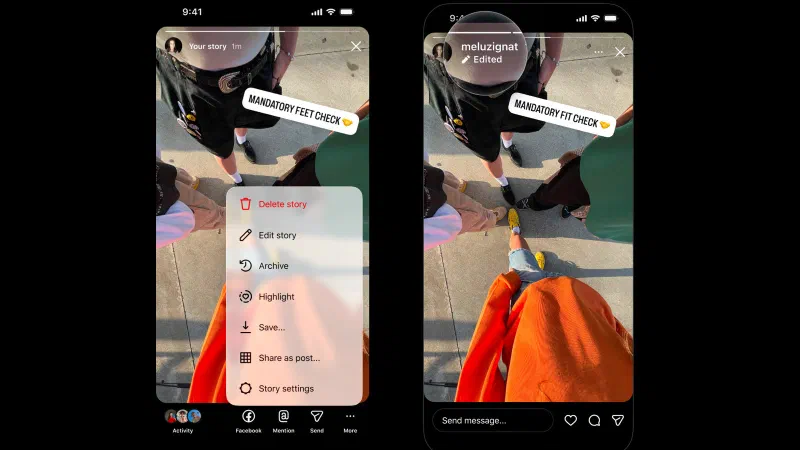 9:41
Your story 1m
MANDATORY FEET CHECK 🤝
Delete story
Edit story
Archive
Highlight
Save...
Share as post...
Story settings
Activity
Facebook
Mention
Send
More
9:4
meluzignat
Edited
MANDATORY FIT CHECK 🤝
Send message...